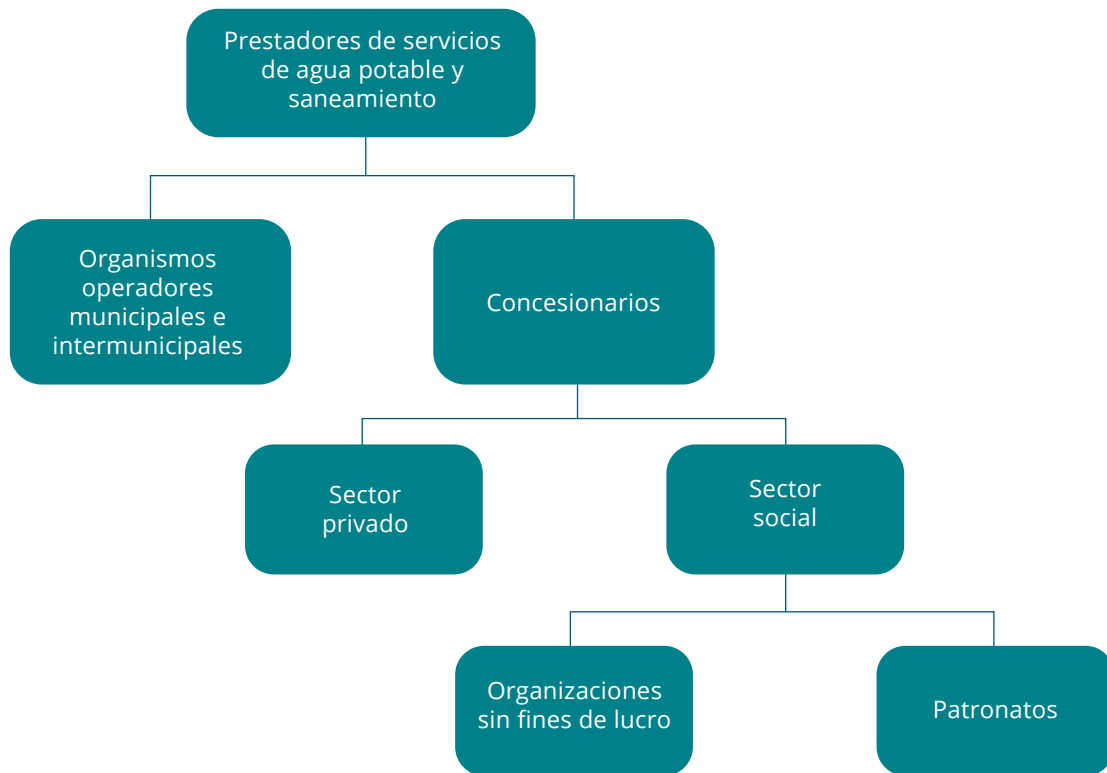 Prestadores de servicios
de agua potable y
saneamiento
Organismos
operadores
municipales e
intermunicipales
Concesionarios
Sector
privado
Sector
social
Organizaciones
sin fines de lucro
Patronatos